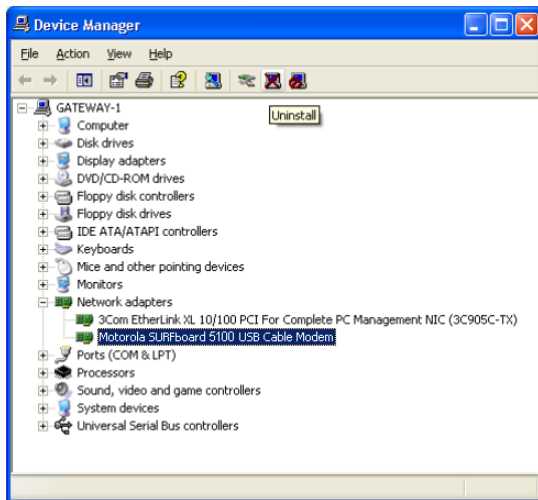 Device Manager
File Action View Help
Uninstall
GATEWAY-1
Computer
Disk drives
Display adapters
DVD/CD-ROM drives
Floppy disk controllers
Floppy disk drives
IDE ATA/ATAPI controllers
Keyboards
Mice and other pointing devices
Monitors
Network adapters
3Com EtherLink XL 10/100 PCI For Complete PC Management NIC (3C905C-TX)
Motorola SURFboard 5100 USB Cable Modem
Ports (COM & LPT)
Processors
Sound, video and game controllers
System devices
Universal Serial Bus controllers